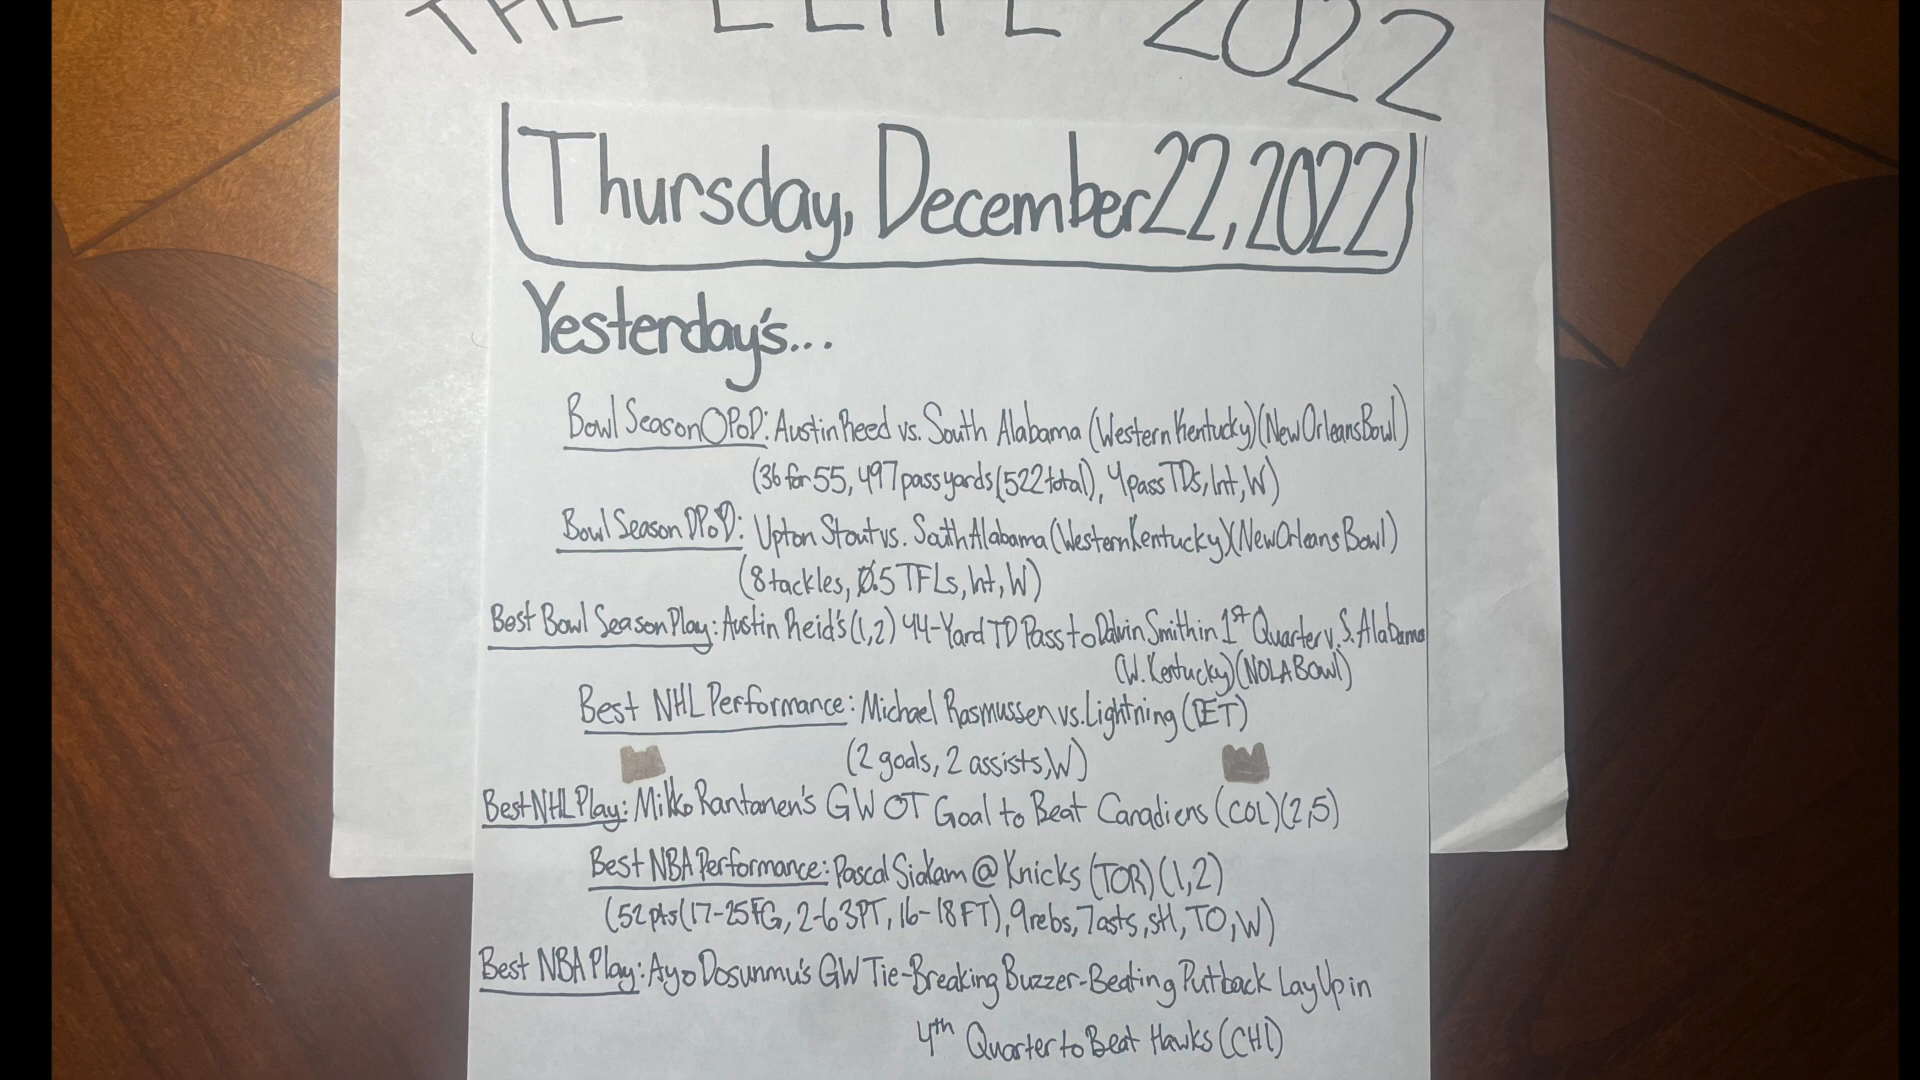 THE ELITE 2022
Thursday, December 22, 2022
Yesterday's...
Bowl Season OPoD: Austin Reed vs. South Alabama (Western Kentucky)(New Orleans Bowl)
(36 for 55, 497 pass yards (522 total), 4 pass TDs, Int, W)
Bowl Season DPoD: Upton Stout vs. South Alabama (Western Kentucky)(New Orleans Bowl)
(8 tackles, 0.5 TFLs, Int, W)
Best Bowl Season Play: Austin Reid's (1,2) 44-Yard TD Pass to Dalvin Smith in 1st Quarter v. S. Alabama
(W. Kentucky)(NOLA Bowl)
Best NHL Performance: Michael Rasmussen vs. Lightning (DET)
(2 goals, 2 assists, W)
Best NHL Play: Mikko Rantanen's GW OT Goal to Beat Canadiens (COL)(2,5)
Best NBA Performance: Pascal Siakam @ Knicks (TOR)(1,2)
(52 pts (17-25 FG, 2-6 3PT, 16-18 FT), 9 rebs, 7 asts, stl, TO, W)
Best NBA Play: Ayo Dosunmu's GW Tie-Breaking Buzzer-Beating Putback Lay Up in
4th Quarter to Beat Hawks (CHI)